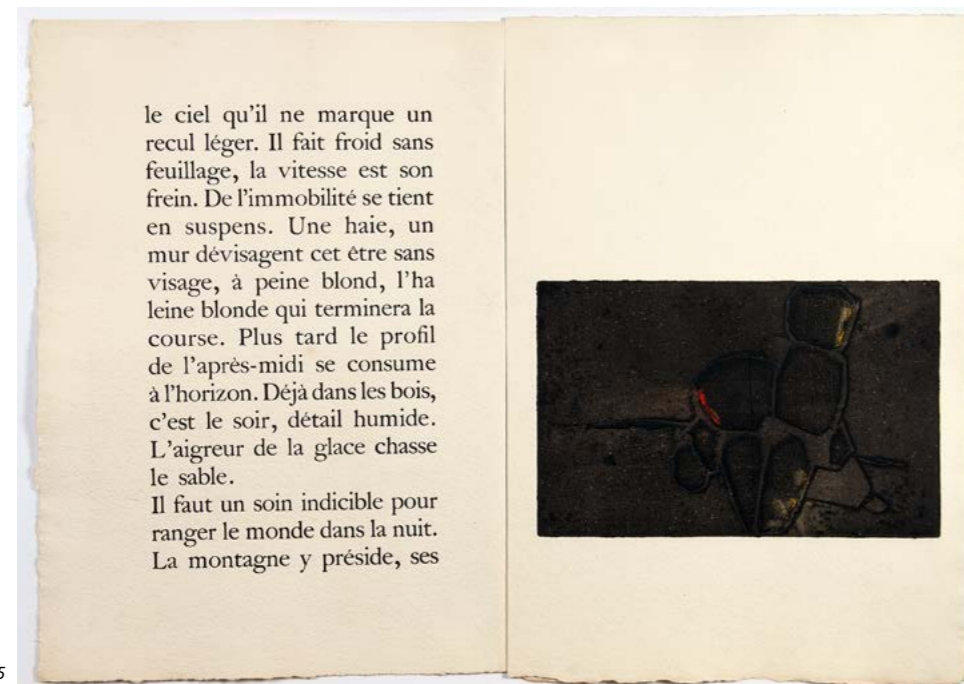 le ciel qu'il ne marque un
recul léger. Il fait froid sans
feuillage, la vitesse est son
frein. De l'immobilité se tient
en suspens. Une haie, un
mur dévisagent cet être sans
visage, à peine blond, l'ha
leine blonde qui terminera la
course. Plus tard le profil
de l'après-midi se consume
à l'horizon. Déjà dans les bois,
c'est le soir, détail humide.
L'aigreur de la glace chasse
le sable.
Il faut un soin indicible pour
ranger le monde dans la nuit.
La montagne y préside, ses